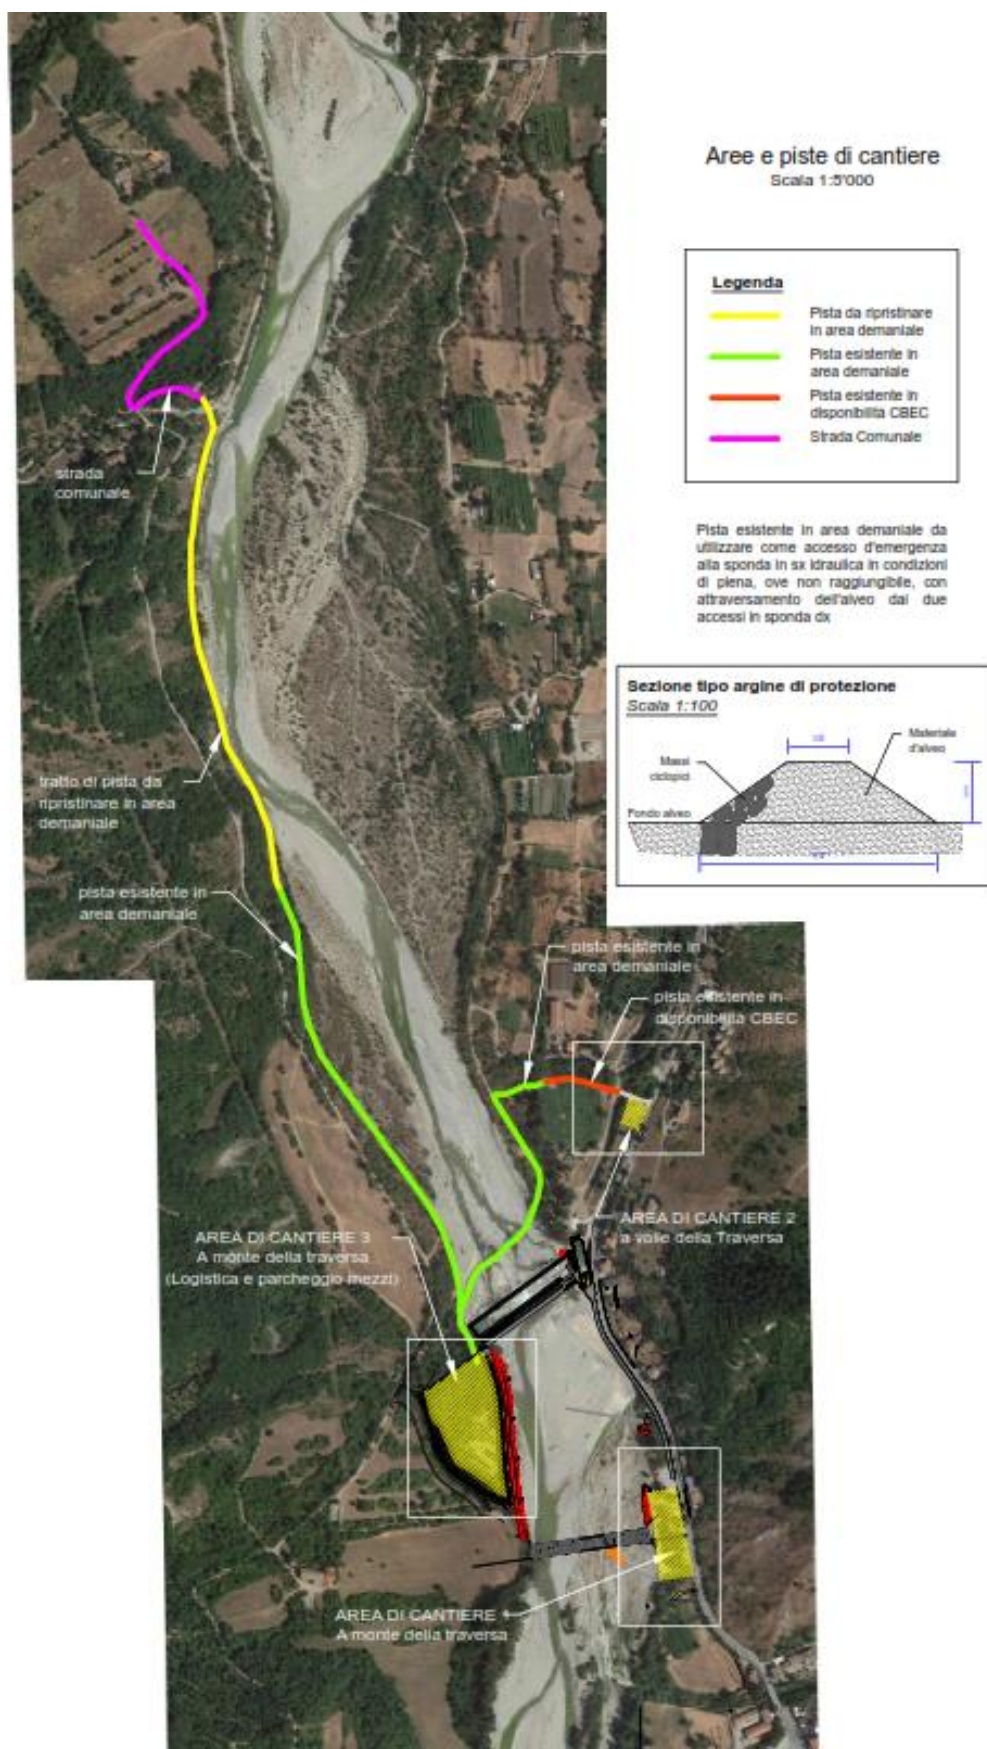 Aree e piste di cantiere
Scala 1:5'000
Legenda
Pista da ripristinare
in area demaniale
Pista esistente in
area demaniale
Pista esistente in
disponibilità CBEC
Strada Comunale
Pista esistente in area demaniale da
utilizzare come accesso d'emergenza
alla sponda in sx idraulica in condizioni
di piena, ove non raggiungibile, con
attraversamento dell'alveo dai due
accessi in sponda dx
Sezione tipo argine di protezione
Scala 1:100
Massi
ciclopici
Materiale
d'alveo
Fondo alveo
strada
comunale
tratto di pista da
ripristinare in area
demaniale
pista esistente in
area demaniale
pista esistente in
area demaniale
pista esistente in
disponibilità CBEC
AREA DI CANTIERE 2
a valle della Traversa
AREA DI CANTIERE 3
A monte della traversa
(Logistica e parcheggio mezzi)
AREA DI CANTIERE 1
A monte della traversa